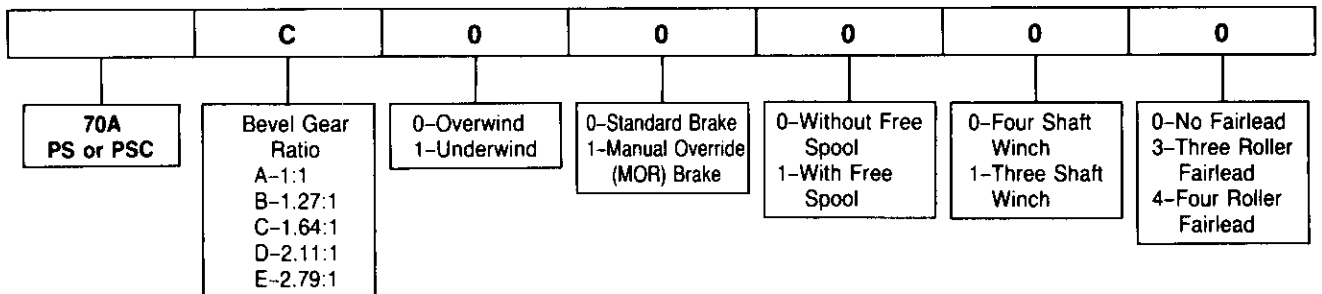 C 0 0 0 0 0
70A
PS or PSC
Bevel Gear
Ratio
A–1:1
B–1.27:1
C–1.64:1
D–2.11:1
E–2.79:1
0–Overwind
1–Underwind
0–Standard Brake
1–Manual Override
(MOR) Brake
0–Without Free
Spool
1–With Free
Spool
0–Four Shaft
Winch
1–Three Shaft
Winch
0–No Fairlead
3–Three Roller
Fairlead
4–Four Roller
Fairlead